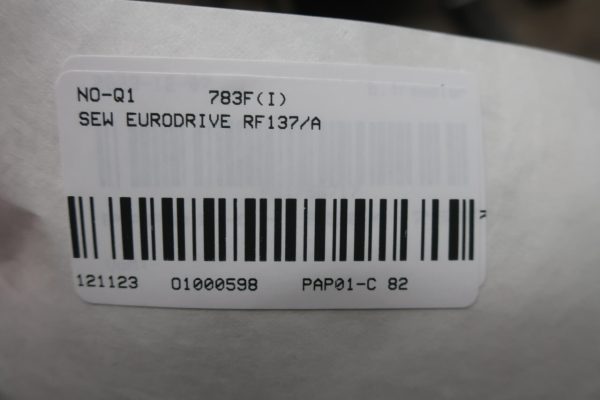 NO-Q1 783F(I)
SEW EURODRIVE RF137/A
121123 01000598 PAP01-C 82